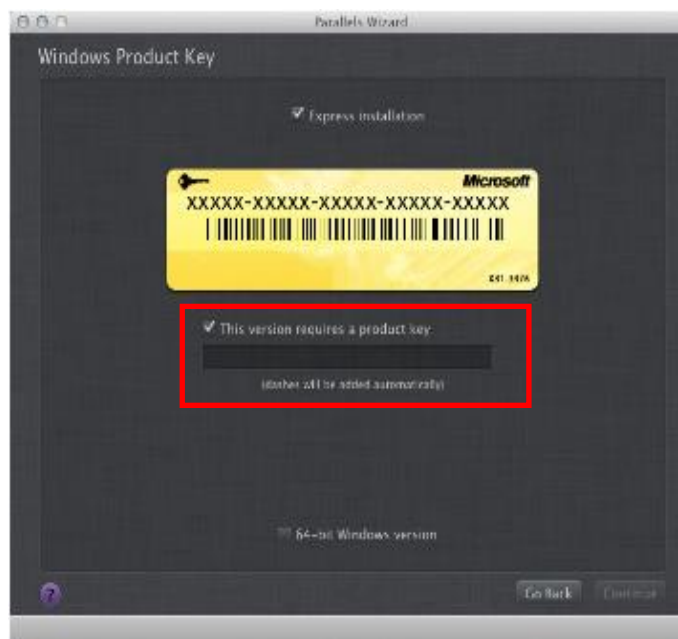 Parallels Wizard
Windows Product Key
Express installation
Microsoft
XXXXX-XXXXX-XXXXX-XXXXX-XXXXX
This version requires a product key
(dashes will be added automatically)
64-bit Windows version
?
Go Back
Continue